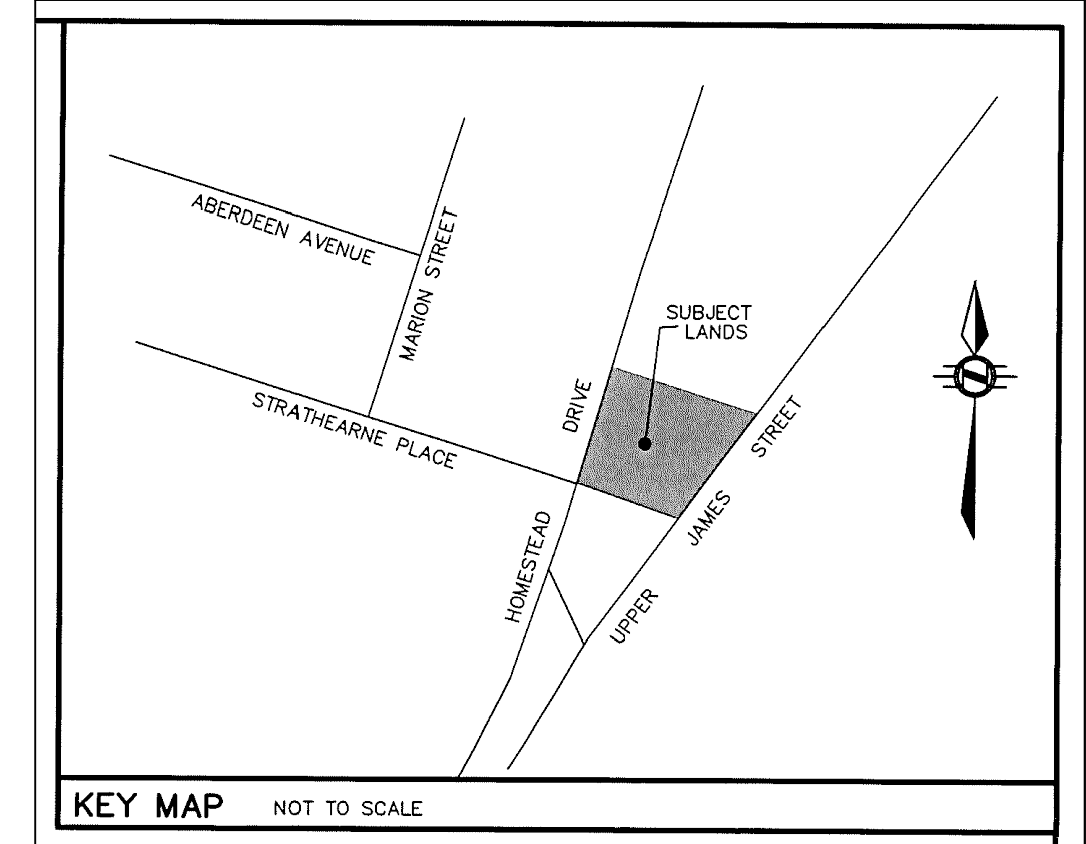 ABERDEEN AVENUE
MARION STREET
STRATHEARNE PLACE
SUBJECT
LANDS
HOMESTEAD DRIVE
UPPER JAMES STREET
KEY MAP NOT TO SCALE